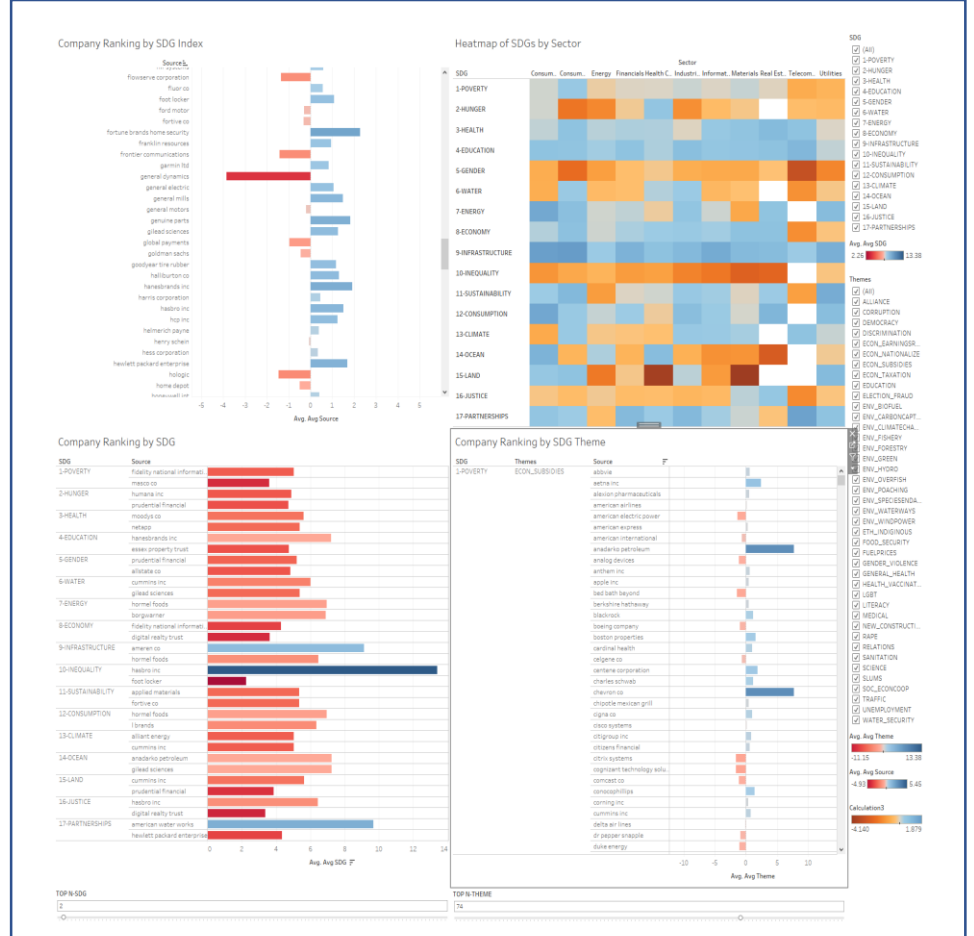 Company Ranking by SDG Index
Source
flowserve corporation
fluor co
foot locker
ford motor
fortive co
fortune brands home security
franklin resources
frontier communications
garmin ltd
general dynamics
general electric
general mills
general motors
genuine parts
gilead sciences
global payments
goldman sachs
goodyear tire rubber
halliburton co
hanesbrands inc
harris corporation
hasbro inc
hcp inc
helmerich payne
henry schein
hess corporation
hewlett packard enterprise
hologic
home depot
-5 -4 -3 -2 -1 0 1 2 3 4 5
Avg. Avg Source
Heatmap of SDGs by Sector
Sector
SDG Consum.. Consum.. Energy Financials Health C.. Industri.. Informat.. Materials Real Est.. Telecom.. Utilities
1-POVERTY
2-HUNGER
3-HEALTH
4-EDUCATION
5-GENDER
6-WATER
7-ENERGY
8-ECONOMY
9-INFRASTRUCTURE
10-INEQUALITY
11-SUSTAINABILITY
12-CONSUMPTION
13-CLIMATE
14-OCEAN
15-LAND
16-JUSTICE
17-PARTNERSHIPS
SDG
(All)
1-POVERTY
2-HUNGER
3-HEALTH
4-EDUCATION
5-GENDER
6-WATER
7-ENERGY
8-ECONOMY
9-INFRASTRUCTURE
10-INEQUALITY
11-SUSTAINABILITY
12-CONSUMPTION
13-CLIMATE
14-OCEAN
15-LAND
16-JUSTICE
17-PARTNERSHIPS
Avg. Avg SDG
2.26 13.38
Themes
(All)
ALLIANCE
CORRUPTION
DEMOCRACY
DISCRIMINATION
ECON_EARNINGSR...
ECON_NATIONALIZE
ECON_SUBSIDIES
ECON_TAXATION
EDUCATION
ELECTION_FRAUD
ENV_BIOFUEL
ENV_CARBONCAPT...
ENV_CLIMATECHA...
ENV_FISHERY
ENV_FORESTRY
ENV_GREEN
ENV_HYDRO
ENV_OVERFISH
ENV_POACHING
ENV_SPECIESENDA...
ENV_WATERWAYS
ENV_WINDPOWER
ETH_INDIGINOUS
FOOD_SECURITY
FUELPRICES
GENDER_VIOLENCE
GENERAL_HEALTH
HEALTH_VACCINAT...
LGBT
LITERACY
MEDICAL
NEW_CONSTRUCTI...
RAPE
RELATIONS
SANITATION
SCIENCE
SLUMS
SOC_ECONCOOP
TRAFFIC
UNEMPLOYMENT
WATER_SECURITY
Avg. Avg Theme
-11.15 13.38
Avg. Avg Source
-4.93 5.45
Calculation3
-4.140 1.879
Company Ranking by SDG
SDG Source
1-POVERTY fidelity national informati..
masco co
2-HUNGER humana inc
prudential financial
3-HEALTH moodys co
netapp
4-EDUCATION hanesbrands inc
essex property trust
5-GENDER prudential financial
allstate co
6-WATER cummins inc
gilead sciences
7-ENERGY hormel foods
borgwarner
8-ECONOMY fidelity national informati..
digital realty trust
9-INFRASTRUCTURE ameren co
hormel foods
10-INEQUALITY hasbro inc
foot locker
11-SUSTAINABILITY applied materials
fortive co
12-CONSUMPTION hormel foods
l brands
13-CLIMATE alliant energy
cummins inc
14-OCEAN anadarko petroleum
gilead sciences
15-LAND cummins inc
prudential financial
16-JUSTICE hasbro inc
digital realty trust
17-PARTNERSHIPS american water works
hewlett packard enterprise
0 2 4 6 8 10 12 14
Avg. Avg SDG
Company Ranking by SDG Theme
SDG Themes Source
1-POVERTY ECON_SUBSIDIES abbvie
aetna inc
alexion pharmaceuticals
american airlines
american electric power
american express
american international
anadarko petroleum
analog devices
anthem inc
apple inc
bed bath beyond
berkshire hathaway
blackrock
boeing company
boston properties
cardinal health
celgene co
centene corporation
charles schwab
chevron co
chipotle mexican grill
cigna co
cisco systems
citigroup inc
citizens financial
citrix systems
cognizant technology solu..
comcast co
conocophillips
corning inc
cummins inc
delta air lines
dr pepper snapple
duke energy
-10 -5 0 5 10
Avg. Avg Theme
TOP N-SDG
2
TOP N-THEME
74